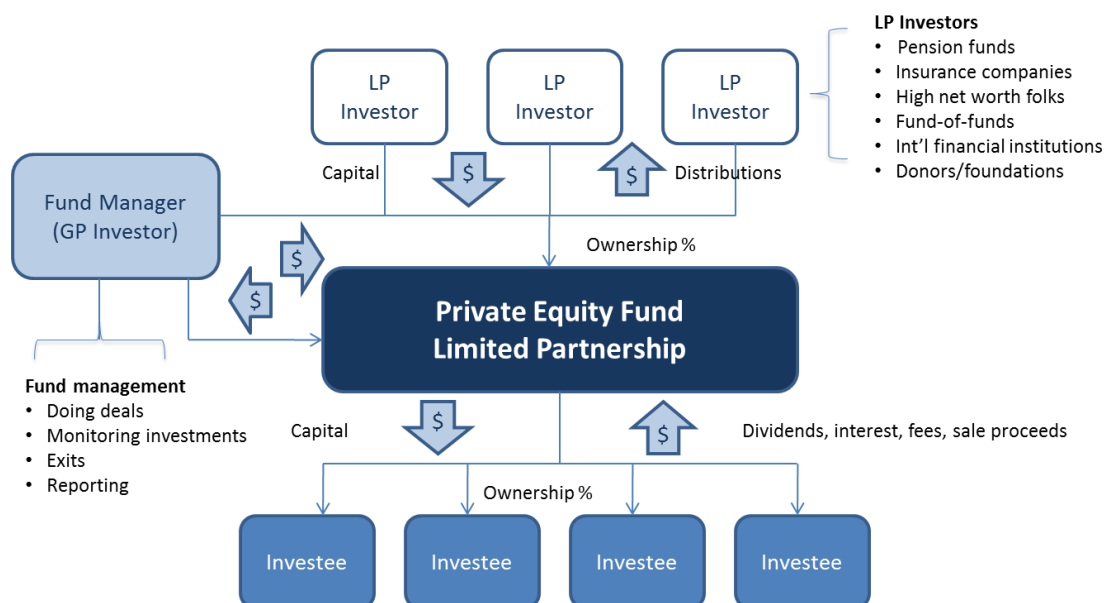 LP Investors
• Pension funds
• Insurance companies
• High net worth folks
• Fund-of-funds
• Int'l financial institutions
• Donors/foundations
LP
Investor
LP
Investor
LP
Investor
Capital
$
$
Distributions
Fund Manager
(GP Investor)
Ownership %
$
$
Private Equity Fund
Limited Partnership
Fund management
• Doing deals
• Monitoring investments
• Exits
• Reporting
Capital
$
$
Dividends, interest, fees, sale proceeds
Ownership %
Investee
Investee
Investee
Investee